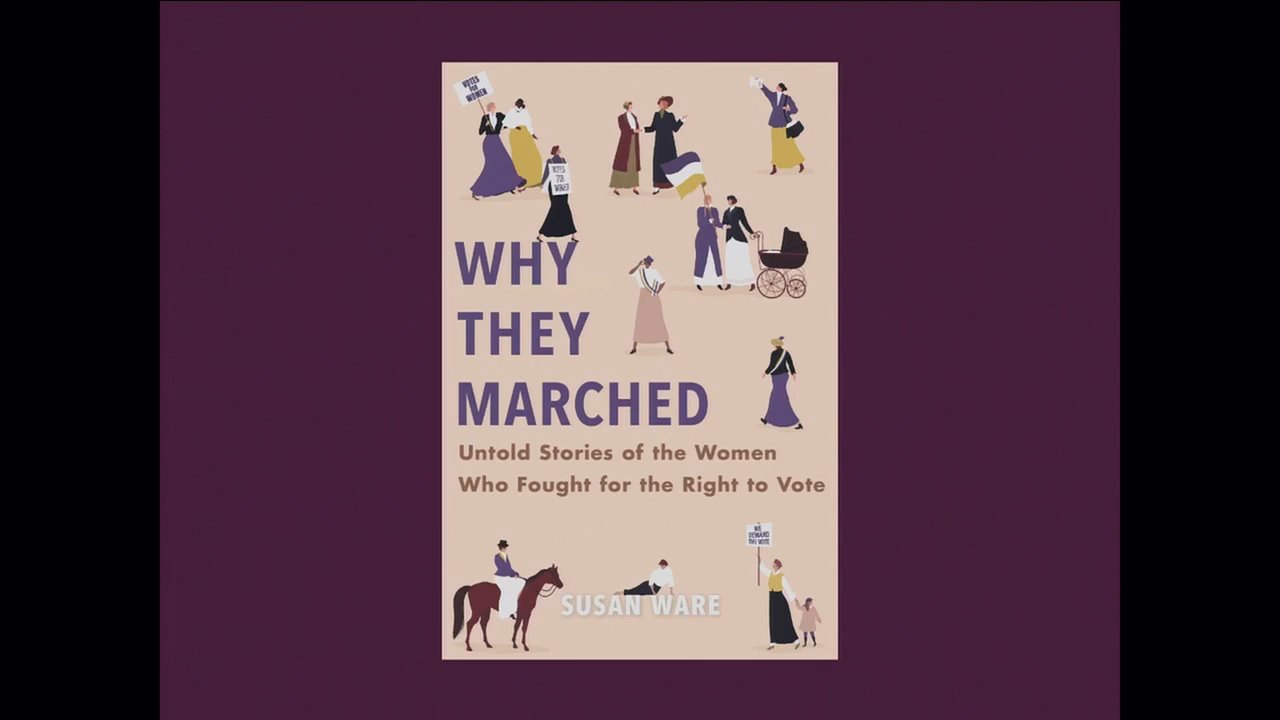 VOTES
FOR
WOMEN
VOTES
FOR
WOMEN
WHY
THEY
MARCHED
Untold Stories of the Women
Who Fought for the Right to Vote
WE
DEMAND
THE VOTE
SUSAN WARE